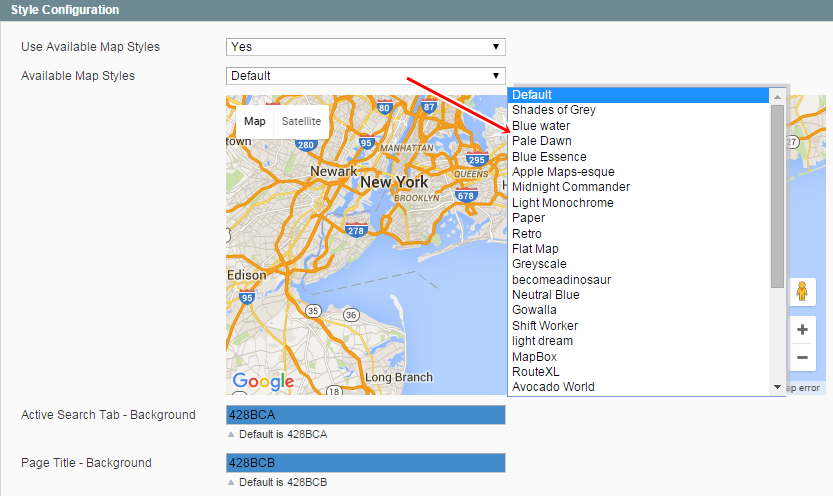 Style Configuration
Use Available Map Styles
Yes
Available Map Styles
Default
Map
Satellite
80
87
town
280
95
MANHATTAN
295
27
Newark
New York
QUEENS
BROOKLYN
678
H
278
Edison
95
35
36
Long Branch
18
Google
ap error
Default
Shades of Grey
Blue water
Pale Dawn
Blue Essence
Apple Maps-esque
Midnight Commander
Light Monochrome
Paper
Retro
Flat Map
Greyscale
becomeadinosaur
Neutral Blue
Gowalla
Shift Worker
light dream
MapBox
RouteXL
Avocado World
Active Search Tab - Background
428BCA
Default is 428BCA
Page Title - Background
428BCB
Default is 428BCB